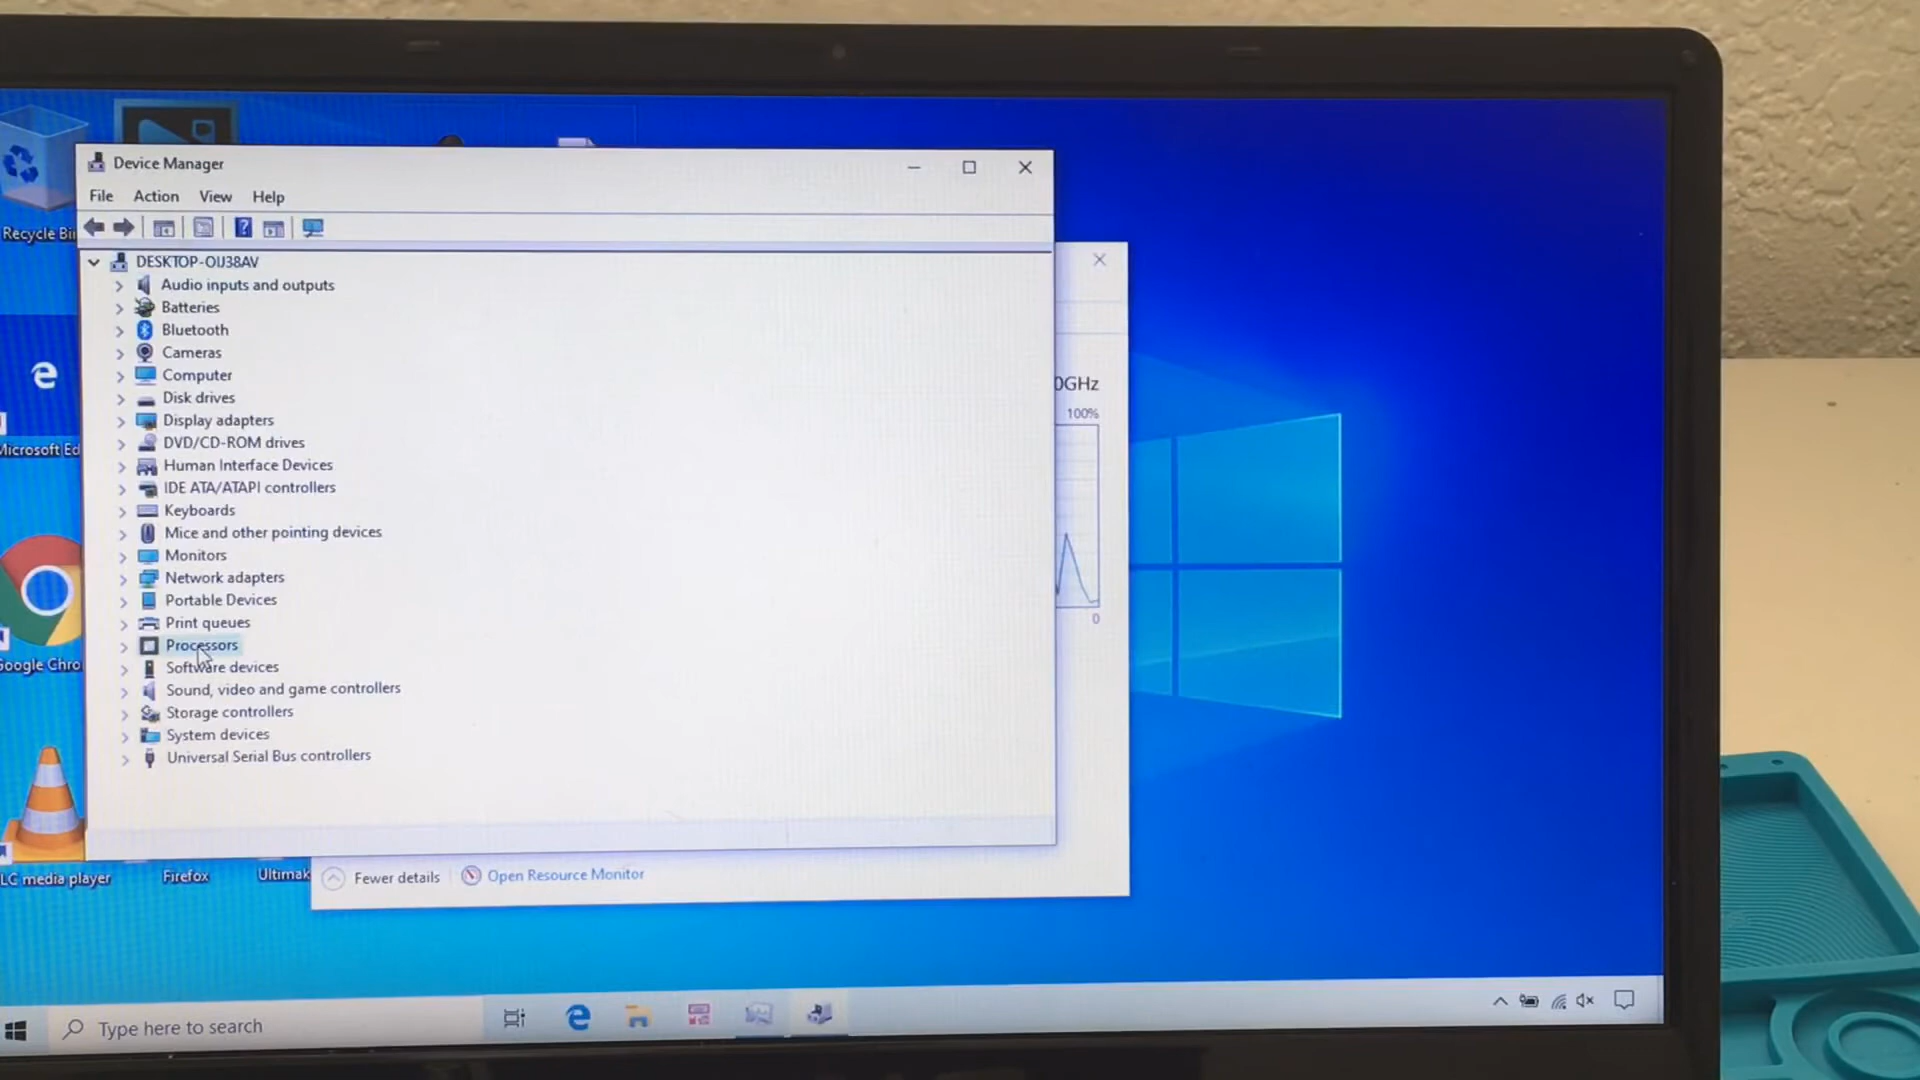 Recycle Bi
Device Manager
File Action View Help
DESKTOP-OIJ38AV
Audio inputs and outputs
Batteries
Bluetooth
Cameras
Computer
Disk drives
Display adapters
DVD/CD-ROM drives
Human Interface Devices
IDE ATA/ATAPI controllers
Keyboards
Mice and other pointing devices
Monitors
Network adapters
Portable Devices
Print queues
Processors
Software devices
Sound, video and game controllers
Storage controllers
System devices
Universal Serial Bus controllers
0GHz
100%
0
Microsoft Ed
Google Chro
LC media player
Firefox
Ultimak
Fewer details
Open Resource Monitor
Type here to search